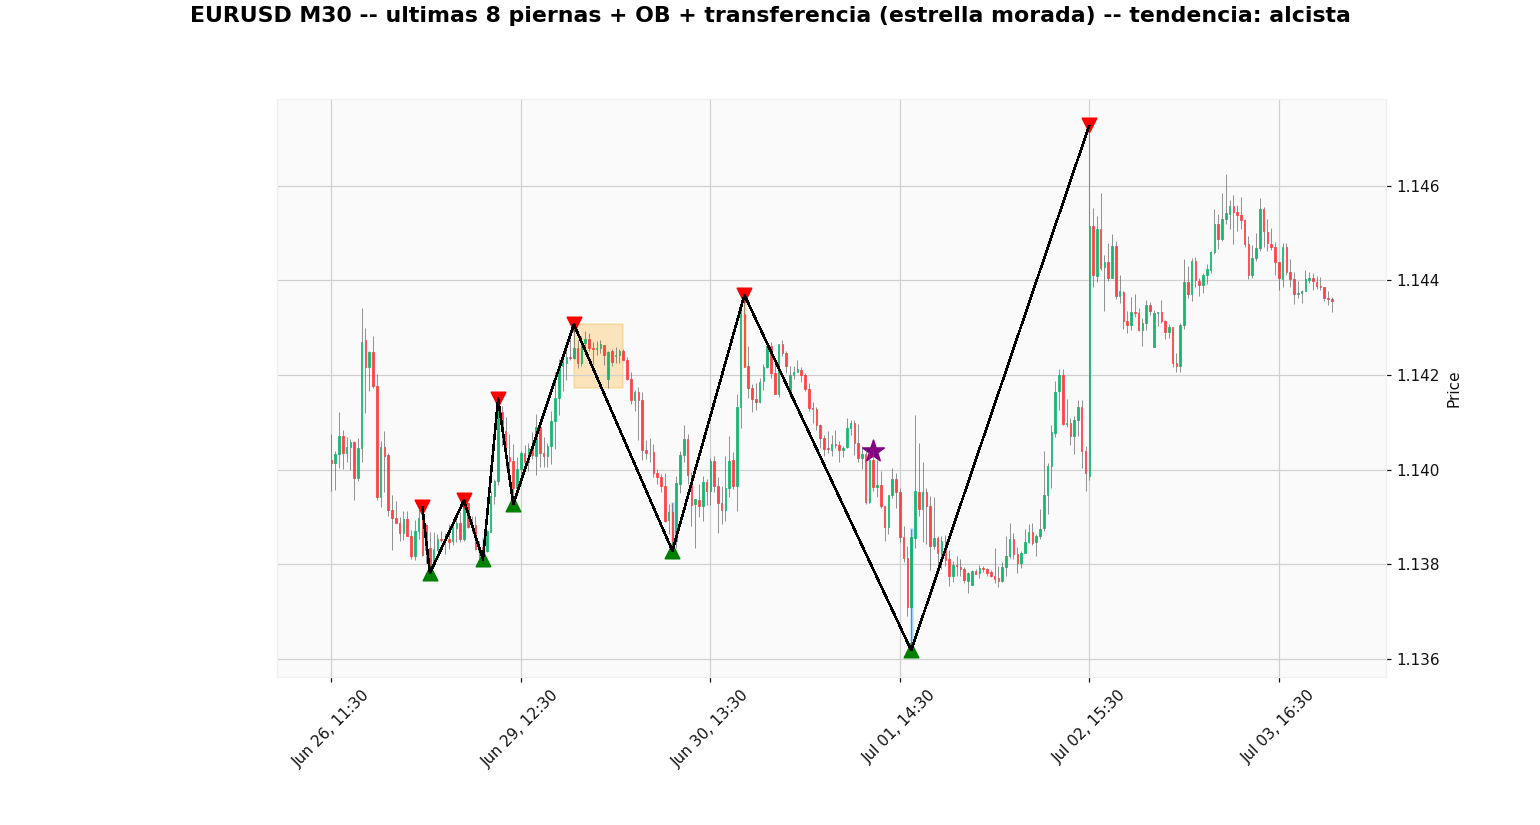 EURUSD M30 -- ultimas 8 piernas + OB + transferencia (estrella morada) -- tendencia: alcista
1.146
1.144
1.142
1.140
1.138
1.136
Price
Jun 26, 11:30
Jun 29, 12:30
Jun 30, 13:30
Jul 01, 14:30
Jul 02, 15:30
Jul 03, 16:30